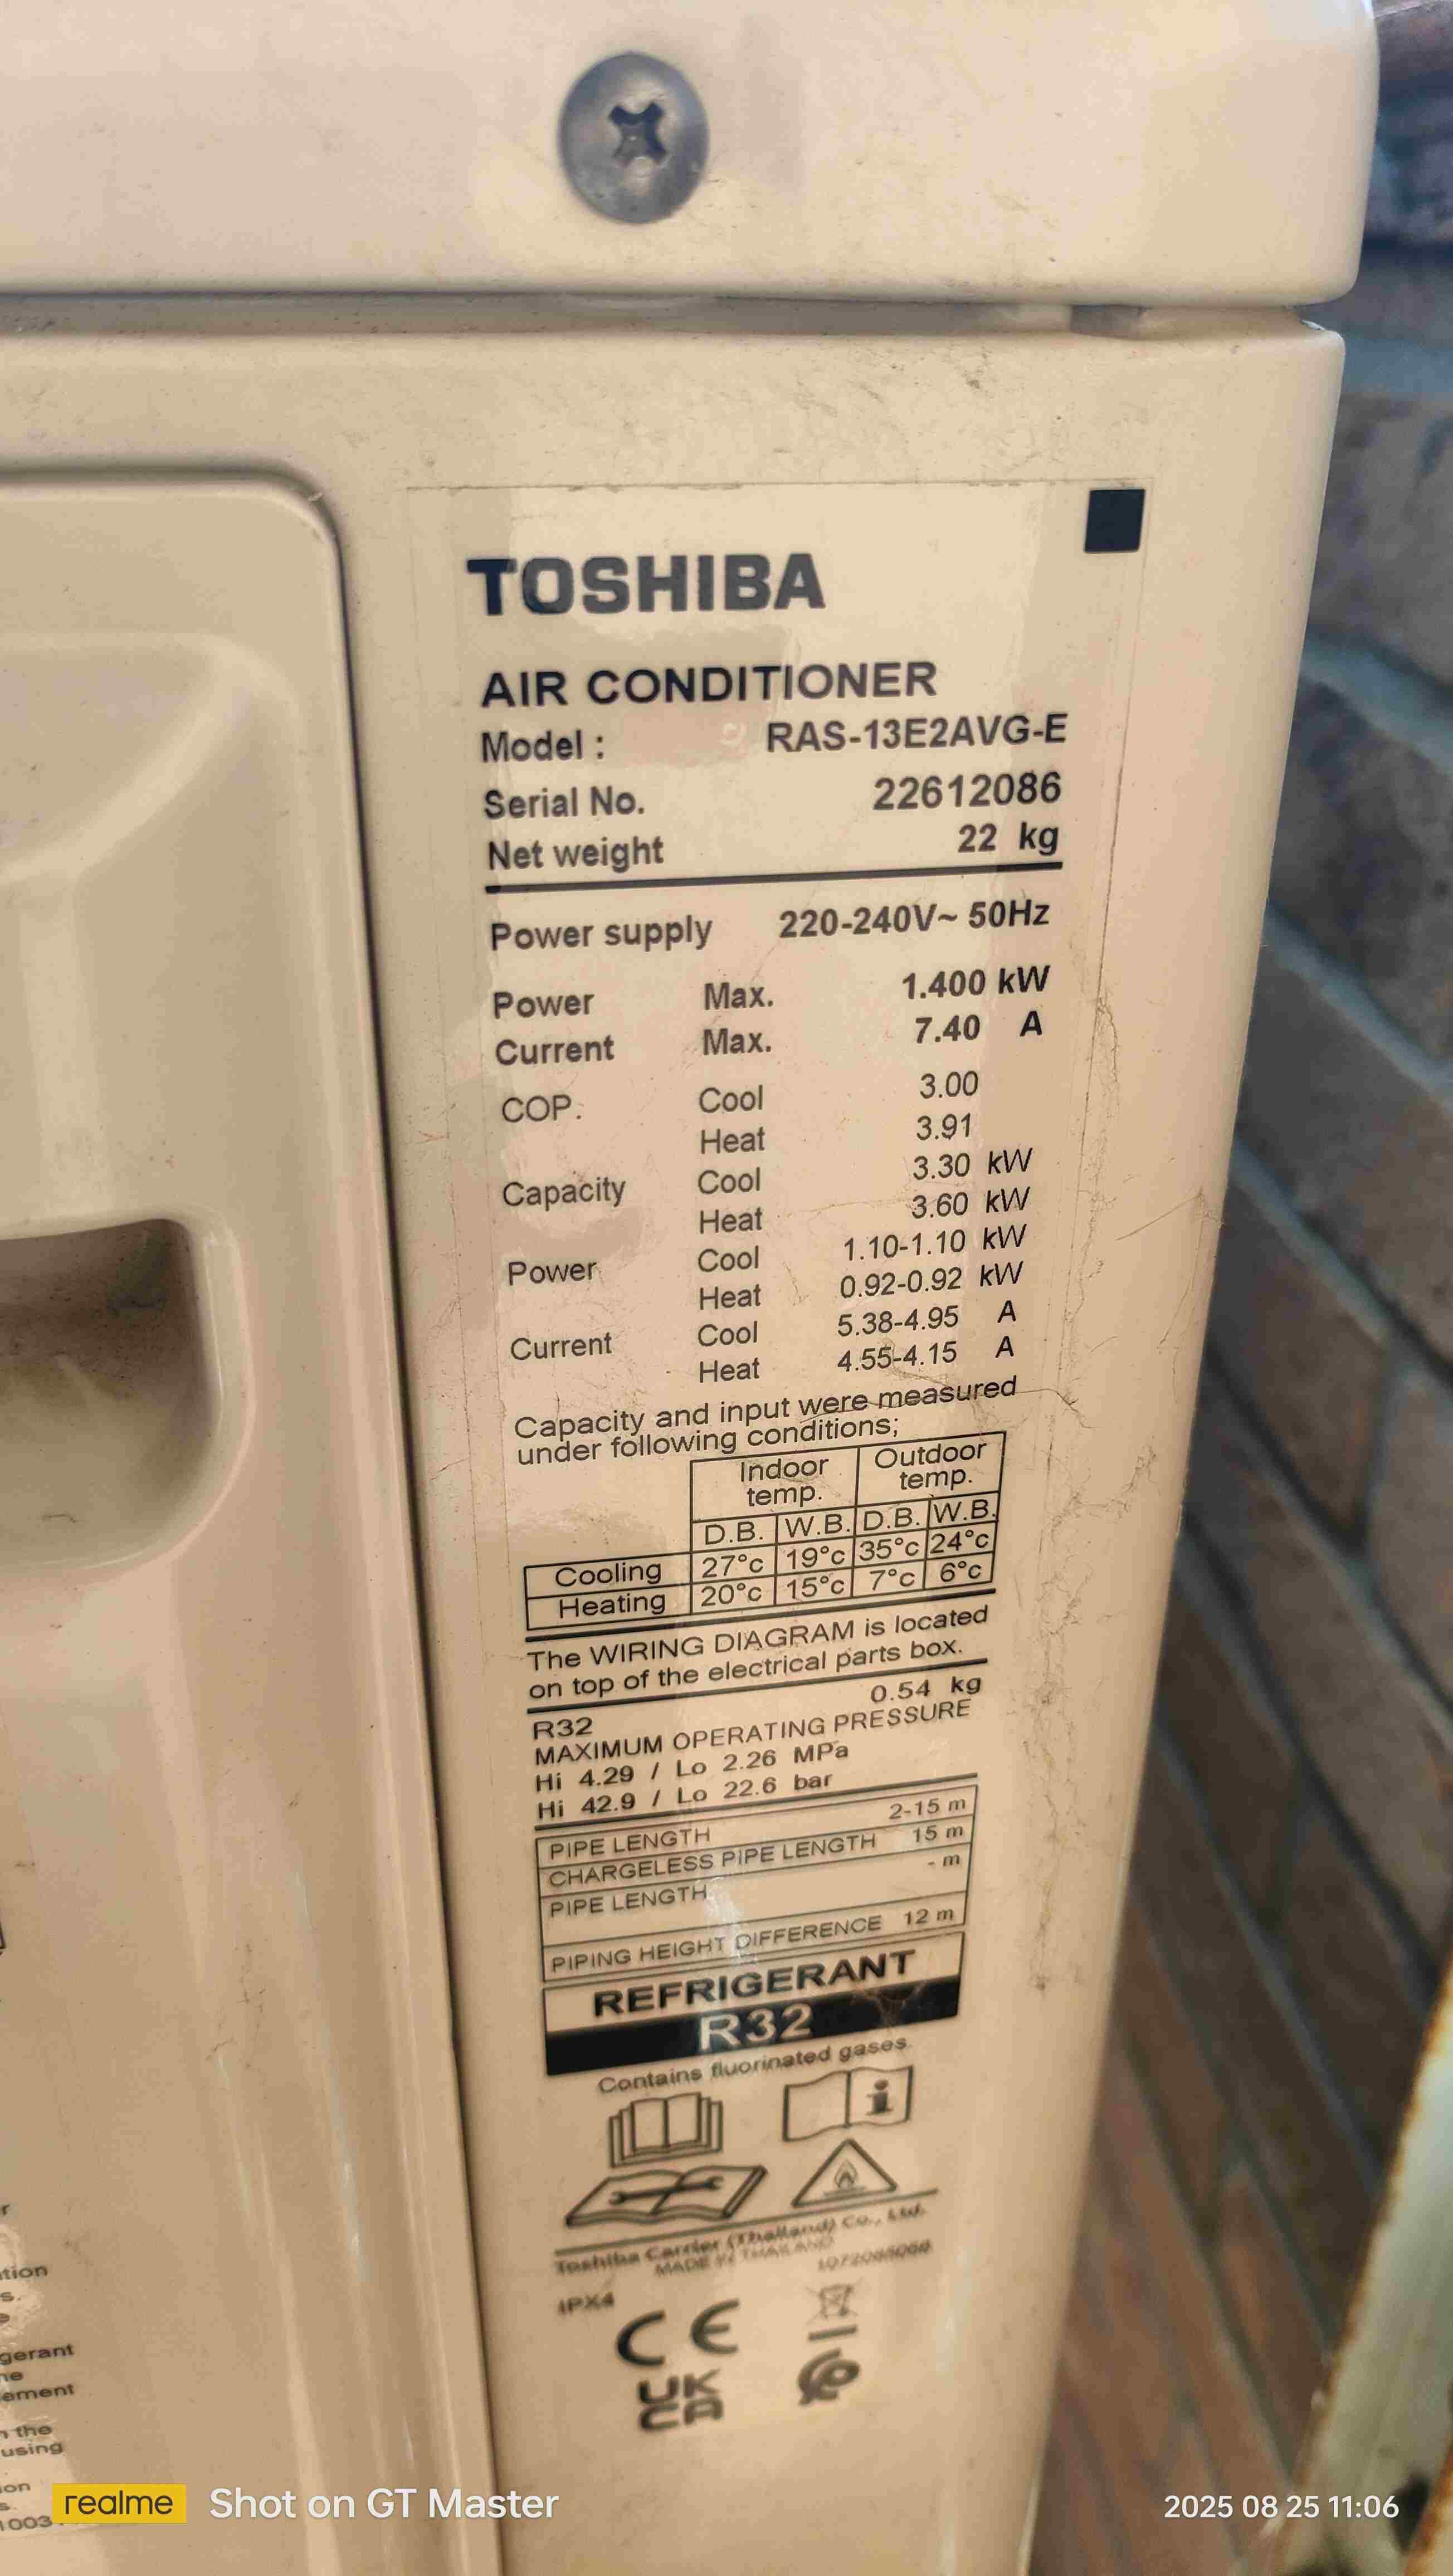 TOSHIBA
AIR CONDITIONER
Model : RAS-13E2AVG-E
Serial No. 22612086
Net weight 22 kg
Power supply 220-240V~ 50Hz
Power Max. 1.400 kW
Current Max. 7.40 A
COP. Cool 3.00
Heat 3.91
Capacity Cool 3.30 kW
Heat 3.60 kW
Power Cool 1.10-1.10 kW
Heat 0.92-0.92 kW
Current Cool 5.38-4.95 A
Heat 4.55-4.15 A
Capacity and input were measured
under following conditions;
Indoor temp. Outdoor temp.
D.B. W.B. D.B. W.B.
Cooling 27°c 19°c 35°c 24°c
Heating 20°c 15°c 7°c 6°c
The WIRING DIAGRAM is located
on top of the electrical parts box.
R32 0.54 kg
MAXIMUM OPERATING PRESSURE
Hi 4.29 / Lo 2.26 MPa
Hi 42.9 / Lo 22.6 bar
PIPE LENGTH 2-15 m
CHARGELESS PIPE LENGTH 15 m
PIPE LENGTH - m
PIPING HEIGHT DIFFERENCE 12 m
REFRIGERANT
R32
Contains fluorinated gases.
i
Toshiba Carrier (Thailand) Co., Ltd.
MADE IN THAILAND
IPX4
CE
UK
CA
tion
s.
gerant
ement
the
using
ion
s.
realme Shot on GT Master
2025 08 25 11:06